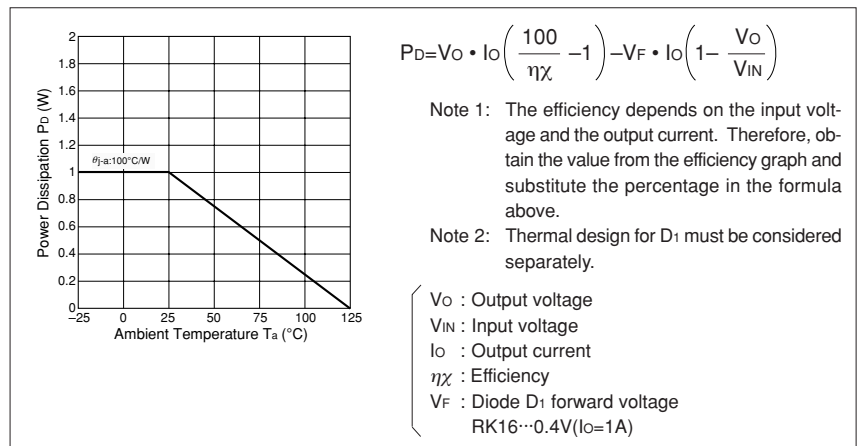 2
1.8
1.6
1.4
1.2
1
0.8
0.6
0.4
0.2
0
–25
0
25
50
75
100
125
Power Dissipation PD (W)
θj-a:100°C/W
Ambient Temperature Ta (°C)
PD=VO • IO(100/ηχ –1)–VF • IO(1– VO/VIN)
Note 1: The efficiency depends on the input volt-
age and the output current. Therefore, ob-
tain the value from the efficiency graph and
substitute the percentage in the formula
above.
Note 2: Thermal design for D1 must be considered
separately.
VO : Output voltage
VIN : Input voltage
IO : Output current
ηχ : Efficiency
VF : Diode D1 forward voltage
RK16···0.4V(IO=1A)